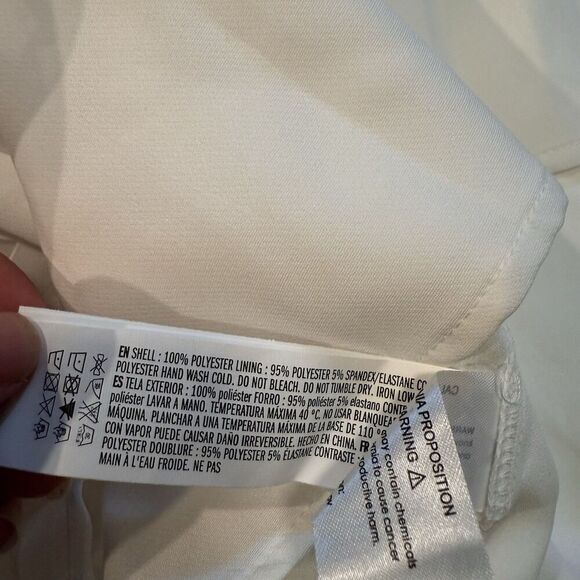 EN SHELL : 100% POLYESTER LINING : 95% POLYESTER 5% SPANDEX/ELASTANE
POLYESTER HAND WASH COLD. DO NOT BLEACH. DO NOT TUMBLE DRY. IRON LOW
ES TELA EXTERIOR : 100% poliéster FORRO : 95% poliéster 5% elastano
poliéster LAVAR A MANO. TEMPERATURA MÁXIMA 40 °C. NO USAR
MÁQUINA. PLANCHAR A UNA TEMPERATURA MÁXIMA DE LA BASE DE 110
CON VAPOR PUEDE CAUSAR DAÑO IRREVERSIBLE. HECHO EN CHINA. FR
POLYESTER DOUBLURE : 95% POLYESTER 5% ÉLASTANE CONTRASTE
MAIN À L'EAU FROIDE. NE PAS
PROPOSITION
WARNING
may contain chemicals
to cause cancer
harm.